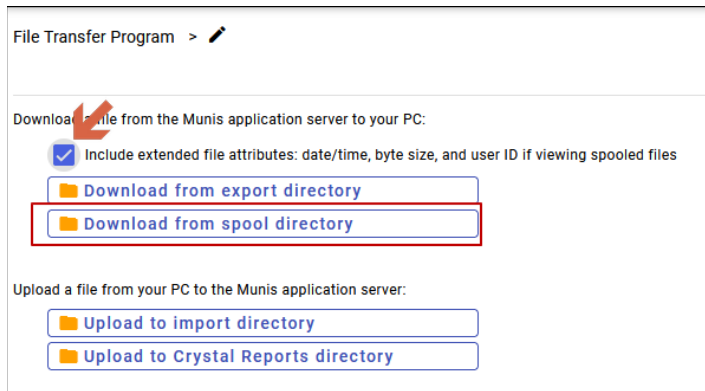 File Transfer Program >
Download a file from the Munis application server to your PC:
Include extended file attributes: date/time, byte size, and user ID if viewing spooled files
Download from export directory
Download from spool directory
Upload a file from your PC to the Munis application server:
Upload to import directory
Upload to Crystal Reports directory